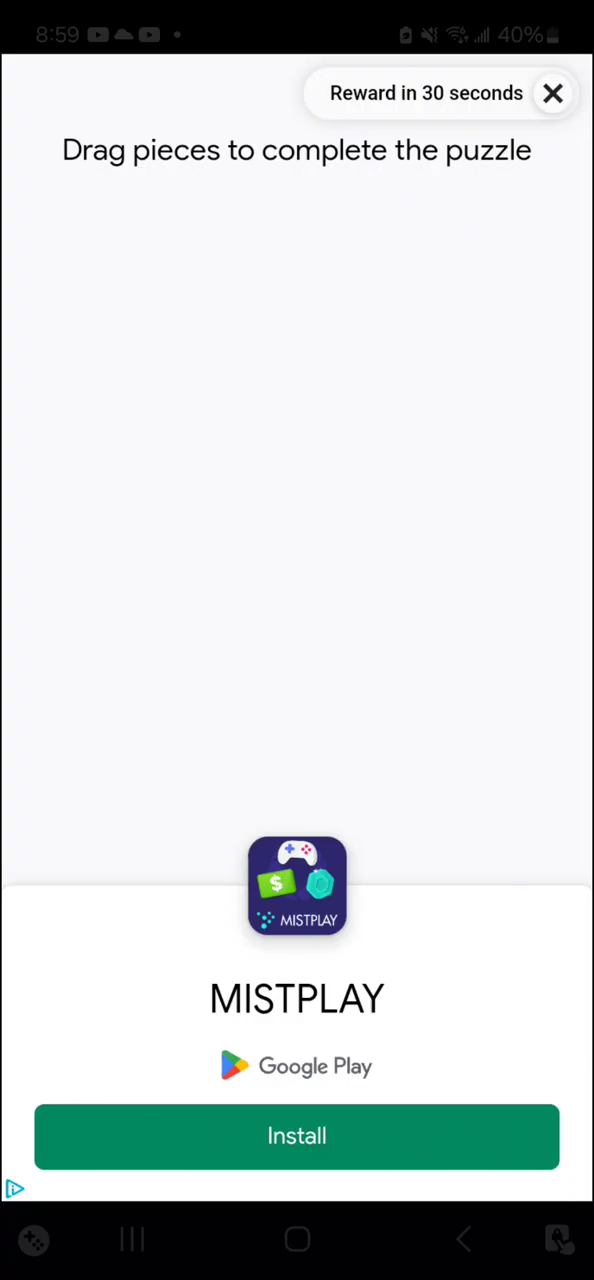 8:59
40%
Reward in 30 seconds
Drag pieces to complete the puzzle
$
MISTPLAY
MISTPLAY
Google Play
Install